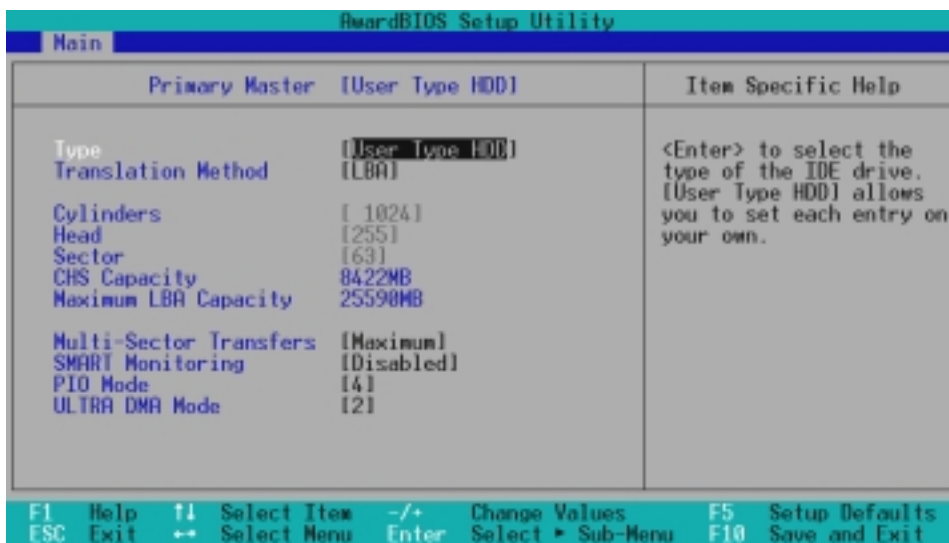 AwardBIOS Setup Utility
Main
Primary Master [User Type HDD]
Item Specific Help
Type [User Type HDD]
Translation Method [LBA]
Cylinders [ 1024]
Head [255]
Sector [63]
CHS Capacity 8422MB
Maximum LBA Capacity 25590MB
Multi-Sector Transfers [Maximum]
SMART Monitoring [Disabled]
PIO Mode [4]
ULTRA DMA Mode [2]
<Enter> to select the
type of the IDE drive.
[User Type HDD] allows
you to set each entry on
your own.
F1 Help ↑↓ Select Item -/+ Change Values F5 Setup Defaults
ESC Exit ←→ Select Menu Enter Select ► Sub-Menu F10 Save and Exit